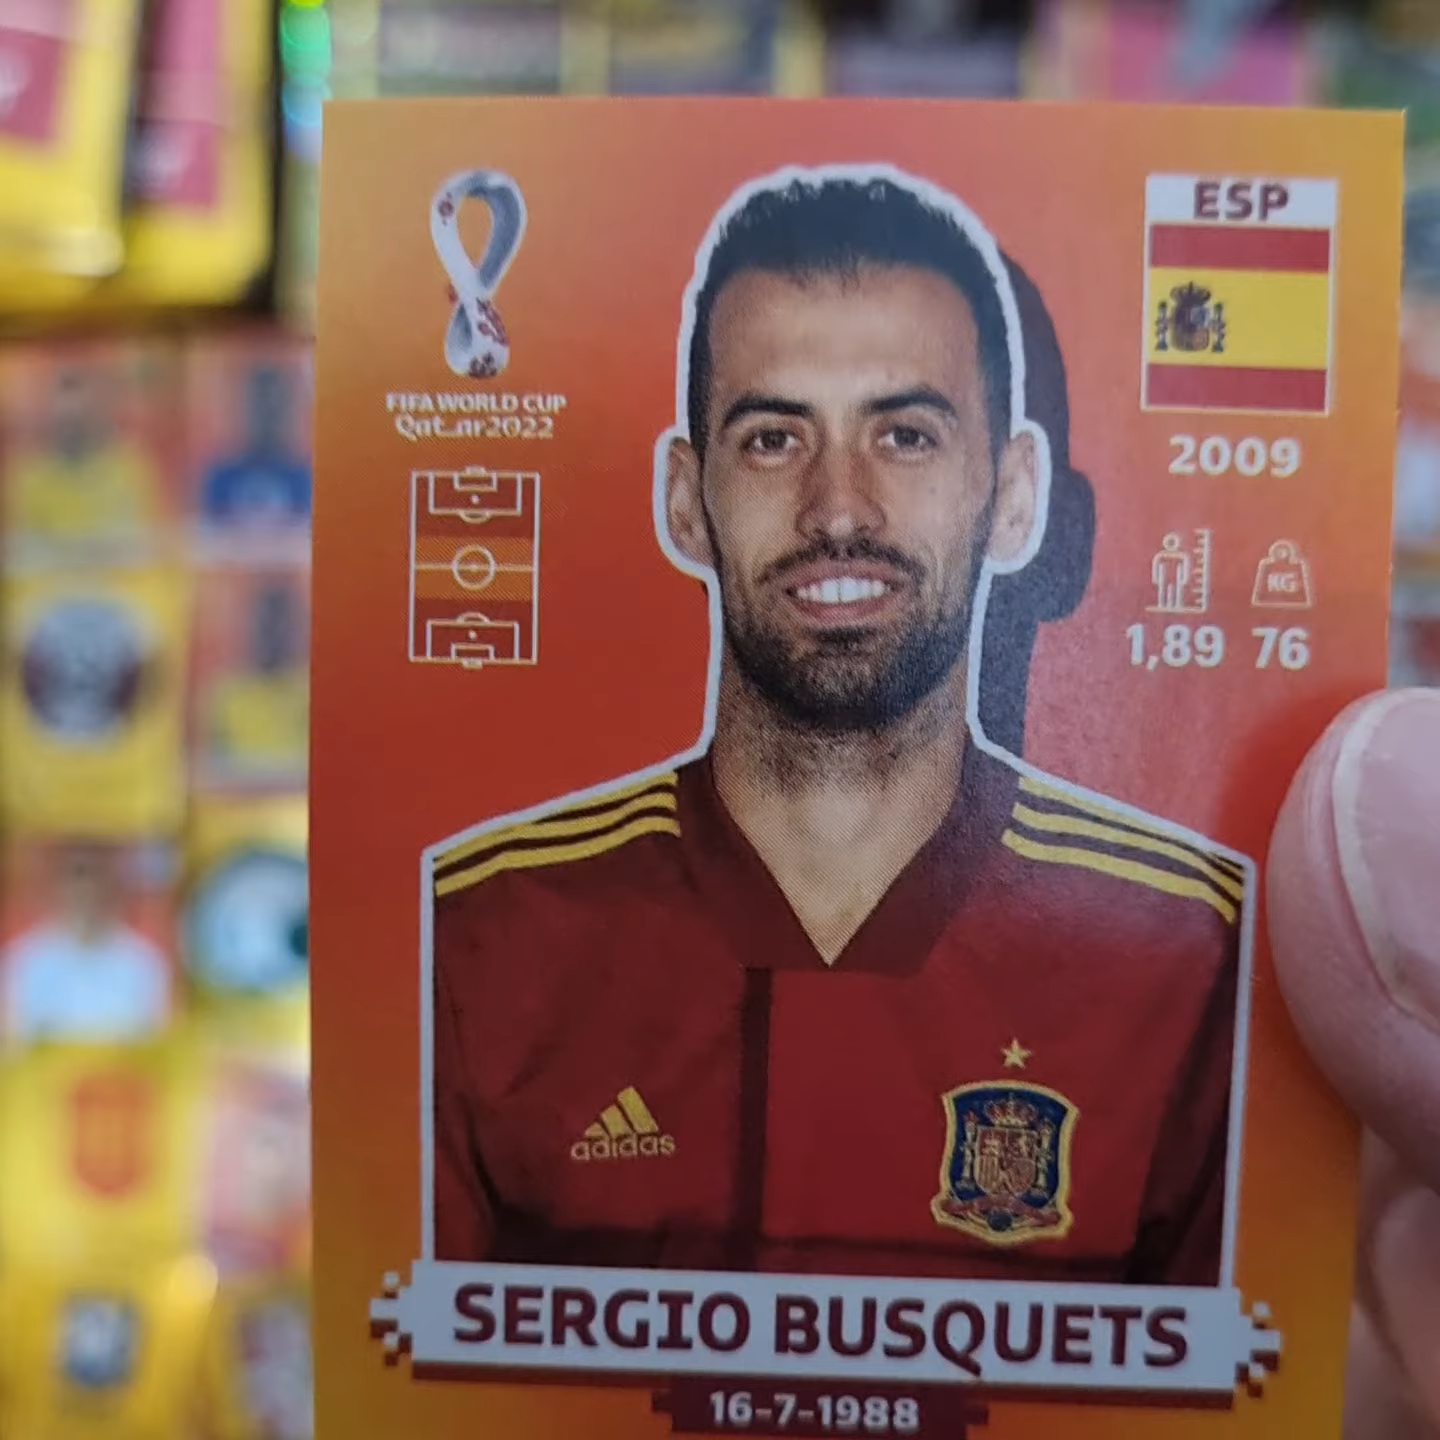 ESP
FIFA WORLD CUP
Qatar2022
2009
KG
1,89 76
adidas
SERGIO BUSQUETS
16-7-1988